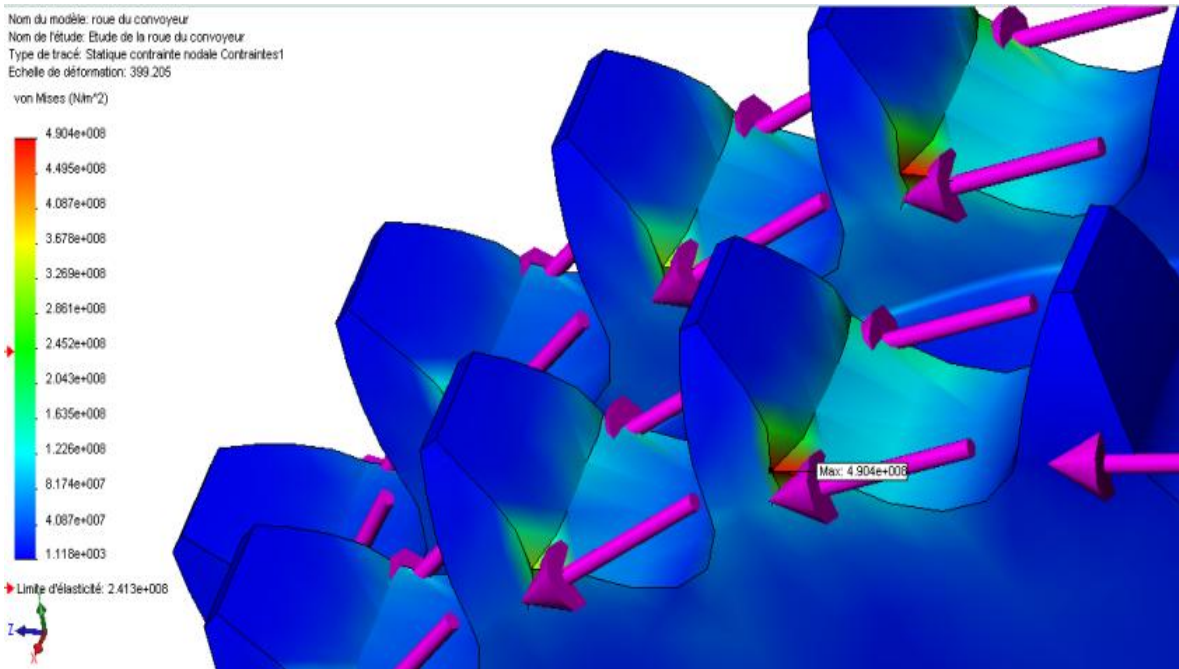 Nom du modèle: roue du convoyeur
Nom de l'étude: Etude de la roue du convoyeur
Type de tracé: Statique contrainte nodale Contraintes1
Echelle de déformation: 399.205
von Mises (N/m^2)
4.904e+008
4.495e+008
4.087e+008
3.678e+008
3.269e+008
2.861e+008
2.452e+008
2.043e+008
1.635e+008
1.226e+008
8.174e+007
4.087e+007
1.118e+003
Max: 4.904e+008
Limite d'élasticité: 2.413e+008
Z
X